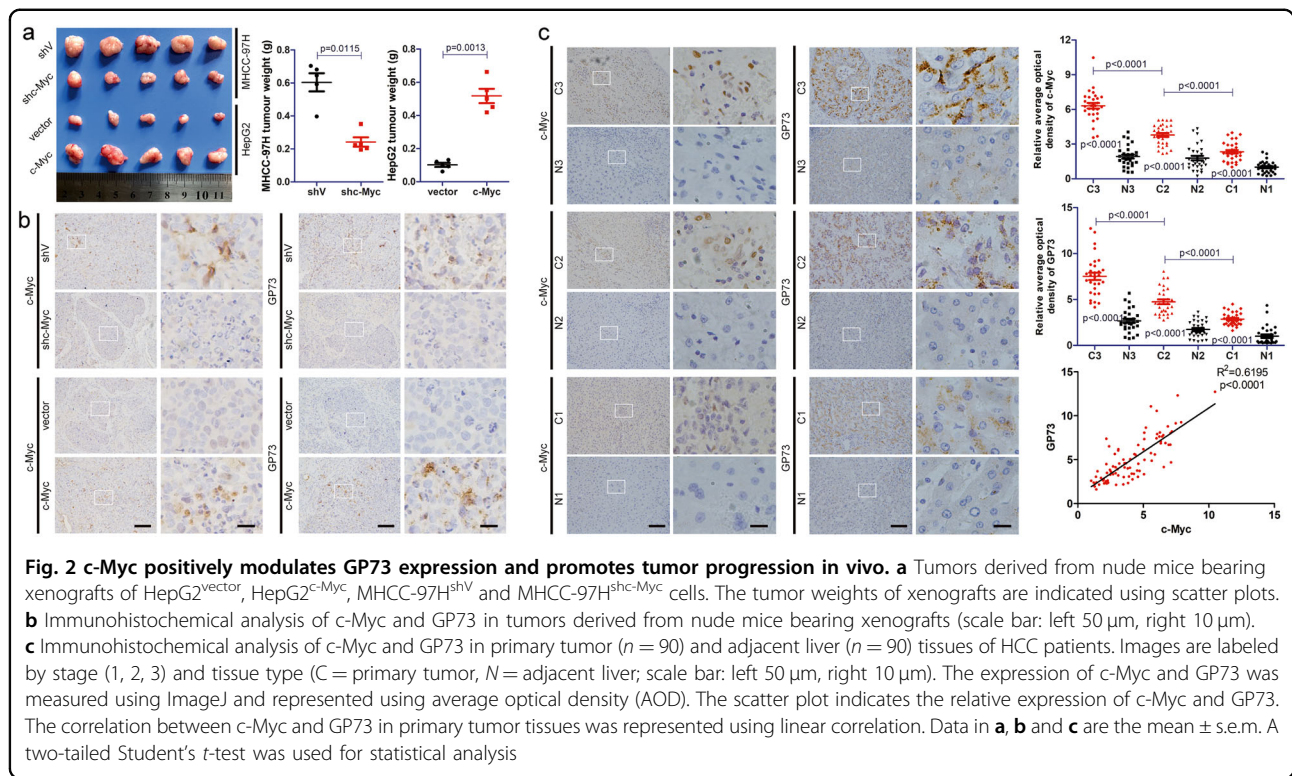 a
shV
shc-Myc
vector
c-Myc
MHCC-97H
HepG2
2 3 4 5 6 7 8 9 10 11
MHCC-97H tumour weight (g)
p=0.0115
0.8
0.6
0.4
0.2
0.0
shV shc-Myc
HepG2 tumour weight (g)
p=0.0013
0.8
0.6
0.4
0.2
0.0
vector c-Myc
b
c-Myc
shV
shc-Myc
GP73
shV
shc-Myc
c-Myc
vector
c-Myc
GP73
vector
c-Myc
c
c-Myc
C3
N3
GP73
C3
N3
c-Myc
C2
N2
GP73
C2
N2
c-Myc
C1
N1
GP73
C1
N1
Relative average optical
density of c-Myc
12
9
6
3
0
p<0.0001
p<0.0001
p<0.0001
p<0.0001
p<0.0001
C3 N3 C2 N2 C1 N1
Relative average optical
density of GP73
15
10
5
0
p<0.0001
p<0.0001
p<0.0001
p<0.0001
p<0.0001
C3 N3 C2 N2 C1 N1
R²=0.6195
p<0.0001
GP73
15
10
5
0
0 5 10 15
c-Myc
Fig. 2 c-Myc positively modulates GP73 expression and promotes tumor progression in vivo. a Tumors derived from nude mice bearing
xenografts of HepG2vector, HepG2c-Myc, MHCC-97HshV and MHCC-97Hshc-Myc cells. The tumor weights of xenografts are indicated using scatter plots.
b Immunohistochemical analysis of c-Myc and GP73 in tumors derived from nude mice bearing xenografts (scale bar: left 50 μm, right 10 μm).
c Immunohistochemical analysis of c-Myc and GP73 in primary tumor (n = 90) and adjacent liver (n = 90) tissues of HCC patients. Images are labeled
by stage (1, 2, 3) and tissue type (C = primary tumor, N = adjacent liver; scale bar: left 50 μm, right 10 μm). The expression of c-Myc and GP73 was
measured using ImageJ and represented using average optical density (AOD). The scatter plot indicates the relative expression of c-Myc and GP73.
The correlation between c-Myc and GP73 in primary tumor tissues was represented using linear correlation. Data in a, b and c are the mean ± s.e.m. A
two-tailed Student's t-test was used for statistical analysis